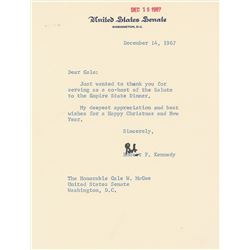 DEC 19 1967
United States Senate
WASHINGTON, D.C.
December 14, 1967
Dear Gale:
Just wanted to thank you for
serving as a co-host of the Salute
to the Empire State Dinner.
My deepest appreciation and best
wishes for a Happy Christmas and New
Year.
Sincerely,
Bob
Robert F. Kennedy
The Honorable Gale W. McGee
United States Senate
Washington, D.C.